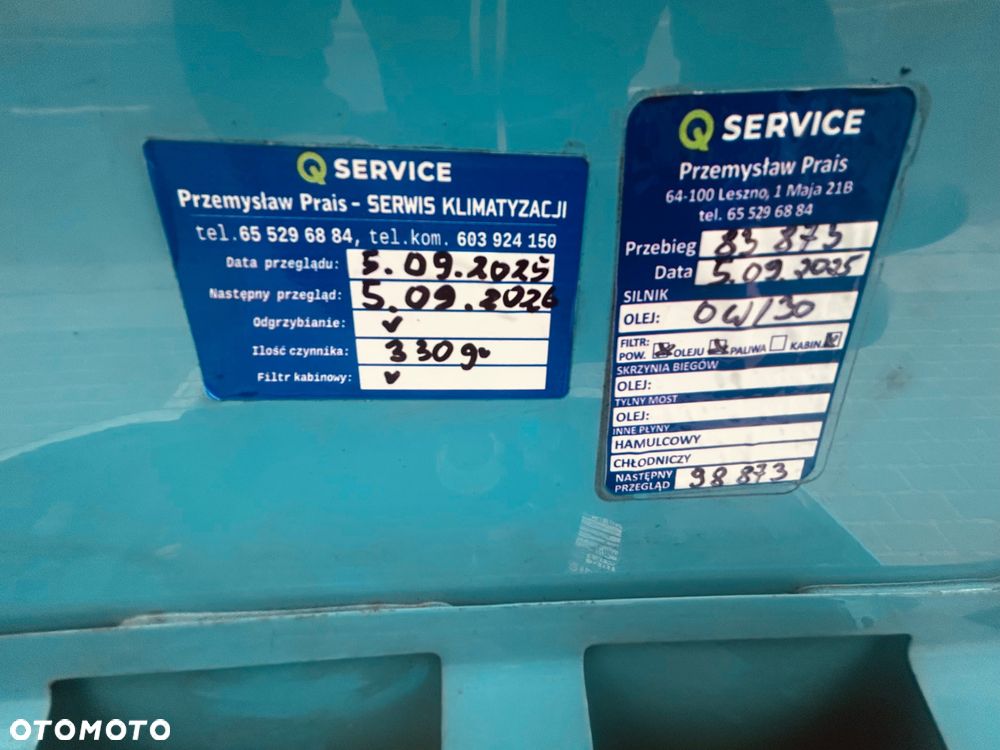 Q SERVICE
Przemysław Prais - SERWIS KLIMATYZACJI
tel.65 529 68 84, tel.kom. 603 924 150
Data przeglądu: 5.09.2025
Następny przegląd: 5.09.2026
Odgrzybianie: ✓
Ilość czynnika: 330g
Filtr kabinowy: ✓
Q SERVICE
Przemysław Prais
64-100 Leszno, 1 Maja 21B
tel. 65 529 68 84
Przebieg 83 873
Data 5.09.2025
SILNIK
OLEJ: 0W/30
FILTR:
POW. OLEJU PALIWA KABIN.
SKRZYNIA BIEGÓW
OLEJ:
TYLNY MOST
OLEJ:
INNE PŁYNY
HAMULCOWY
CHŁODNICZY
NASTĘPNY
PRZEGLĄD 98 873
OTOMOTO